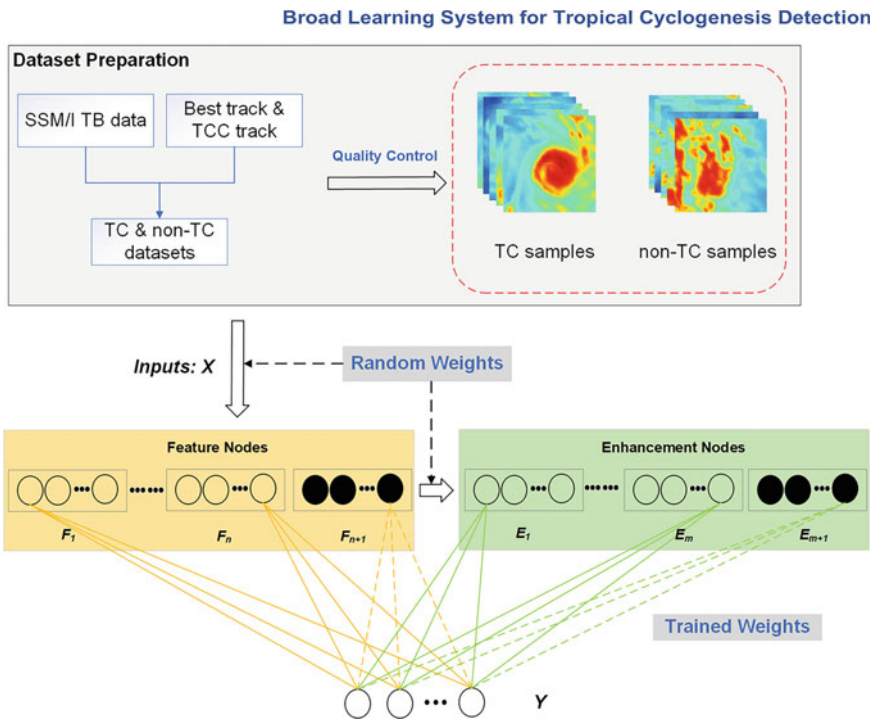 Broad Learning System for Tropical Cyclogenesis Detection
Dataset Preparation
SSM/I TB data
Best track &
TCC track
TC & non-TC
datasets
Quality Control
TC samples
non-TC samples
Inputs: X
Random Weights
Feature Nodes
F1
Fn
Fn+1
Enhancement Nodes
E1
Em
Em+1
Trained Weights
Y